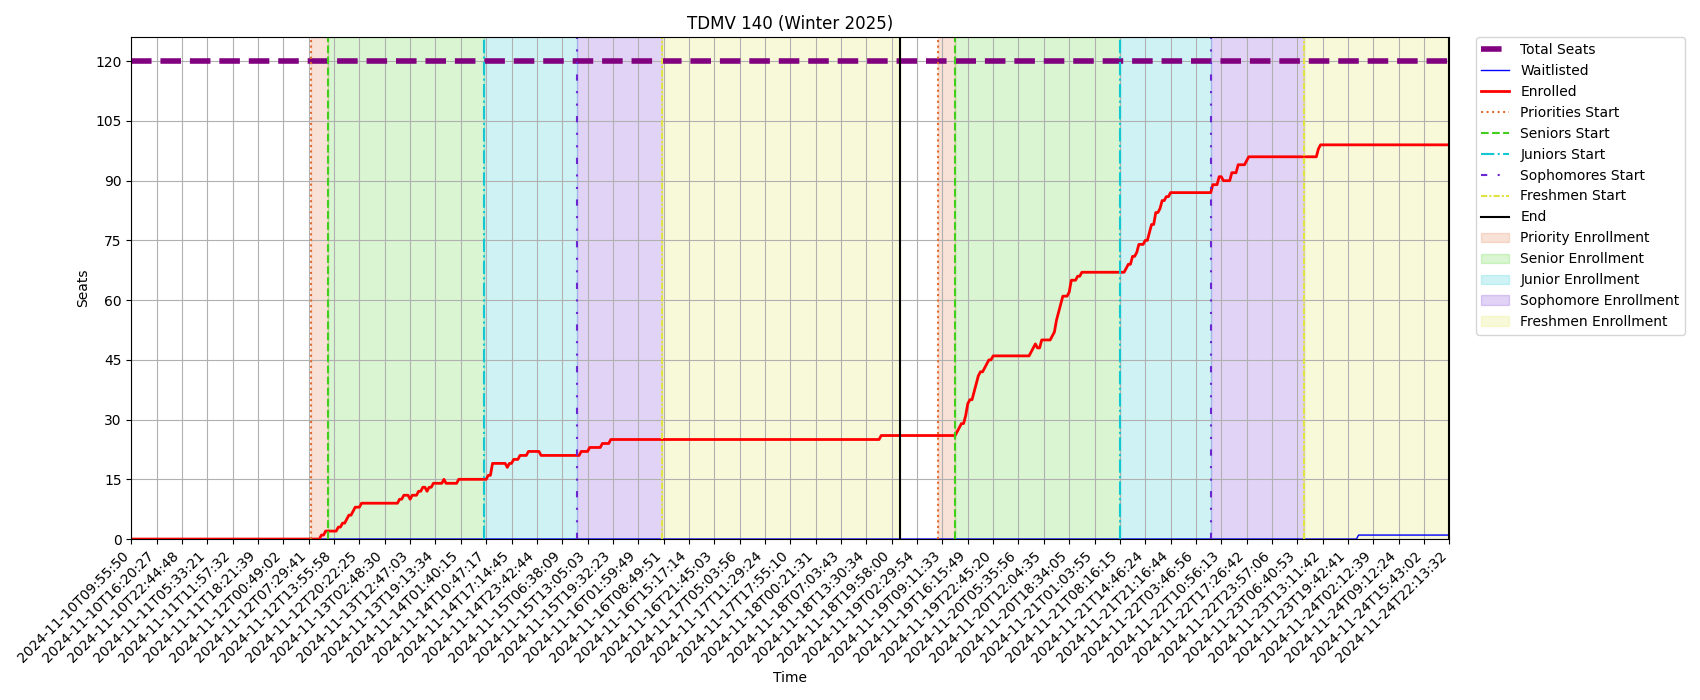 TDMV 140 (Winter 2025)
Seats
120
105
90
75
60
45
30
15
0
2024-11-10T09:55:50
2024-11-10T16:20:27
2024-11-10T22:44:48
2024-11-11T05:33:21
2024-11-11T11:57:32
2024-11-11T18:21:39
2024-11-12T00:49:02
2024-11-12T07:29:41
2024-11-12T13:55:58
2024-11-12T20:22:25
2024-11-13T02:48:30
2024-11-13T12:47:03
2024-11-13T19:13:34
2024-11-14T01:40:15
2024-11-14T10:47:17
2024-11-14T17:14:45
2024-11-14T23:42:44
2024-11-15T06:38:09
2024-11-15T13:05:03
2024-11-15T19:32:23
2024-11-16T01:59:49
2024-11-16T08:49:51
2024-11-16T15:17:14
2024-11-16T21:45:03
2024-11-17T05:03:56
2024-11-17T11:29:24
2024-11-17T17:55:10
2024-11-18T00:21:31
2024-11-18T07:03:43
2024-11-18T13:30:34
2024-11-18T19:58:00
2024-11-19T02:29:54
2024-11-19T09:11:33
2024-11-19T16:15:49
2024-11-19T22:45:20
2024-11-20T05:35:56
2024-11-20T12:04:35
2024-11-20T18:34:05
2024-11-21T01:03:55
2024-11-21T08:16:15
2024-11-21T14:46:24
2024-11-21T21:16:44
2024-11-22T03:46:56
2024-11-22T10:56:13
2024-11-22T17:26:42
2024-11-22T23:57:06
2024-11-23T06:40:53
2024-11-23T13:11:42
2024-11-23T19:42:41
2024-11-24T02:12:39
2024-11-24T09:12:24
2024-11-24T15:43:02
2024-11-24T22:13:32
Time
Total Seats
Waitlisted
Enrolled
Priorities Start
Seniors Start
Juniors Start
Sophomores Start
Freshmen Start
End
Priority Enrollment
Senior Enrollment
Junior Enrollment
Sophomore Enrollment
Freshmen Enrollment